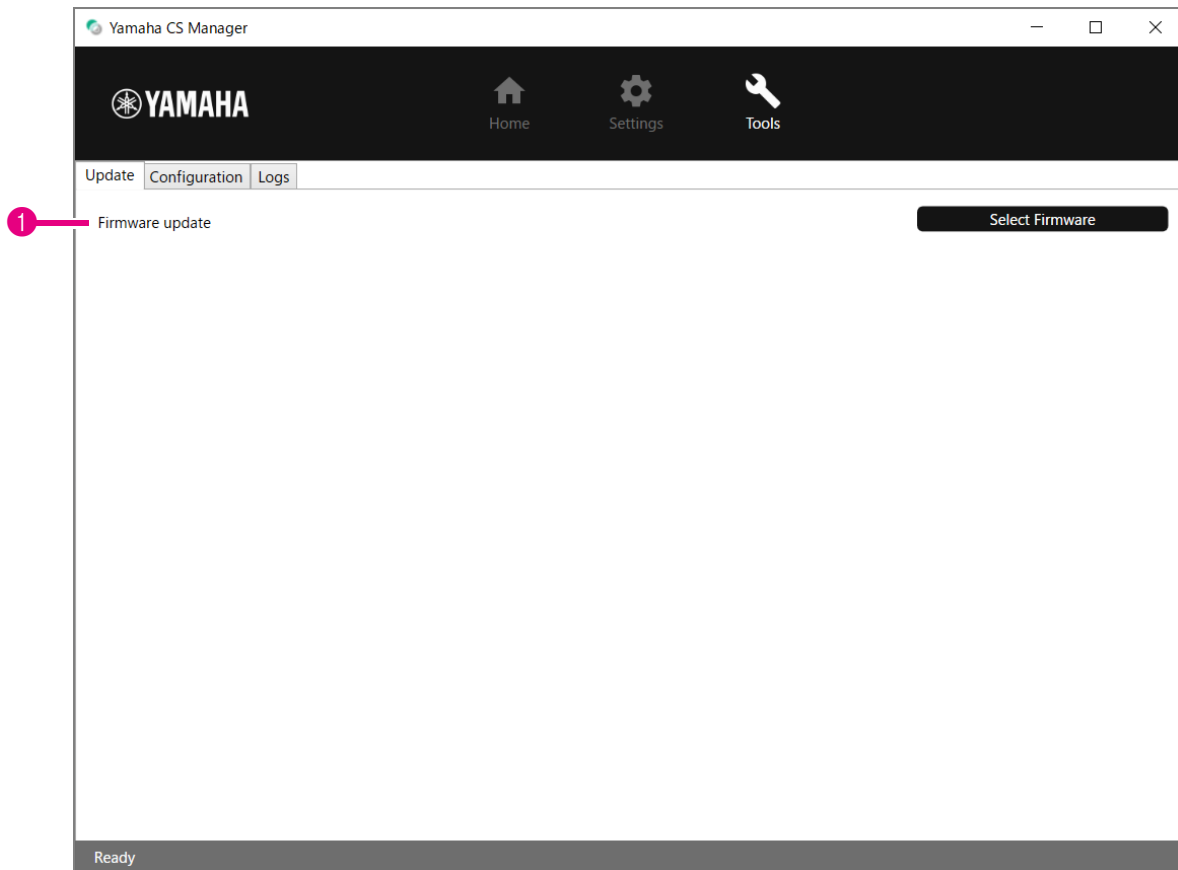 Yamaha CS Manager
YAMAHA
Home Settings Tools
Update Configuration Logs
1 Firmware update Select Firmware
Ready